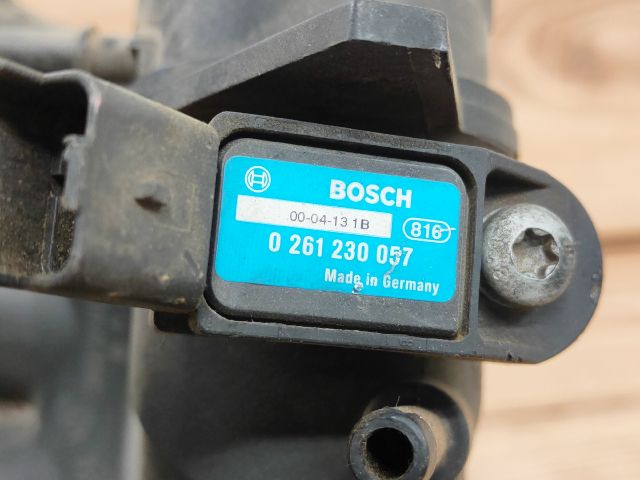 BOSCH
00-04-13 1B
816
0 261 230 057
Made in Germany